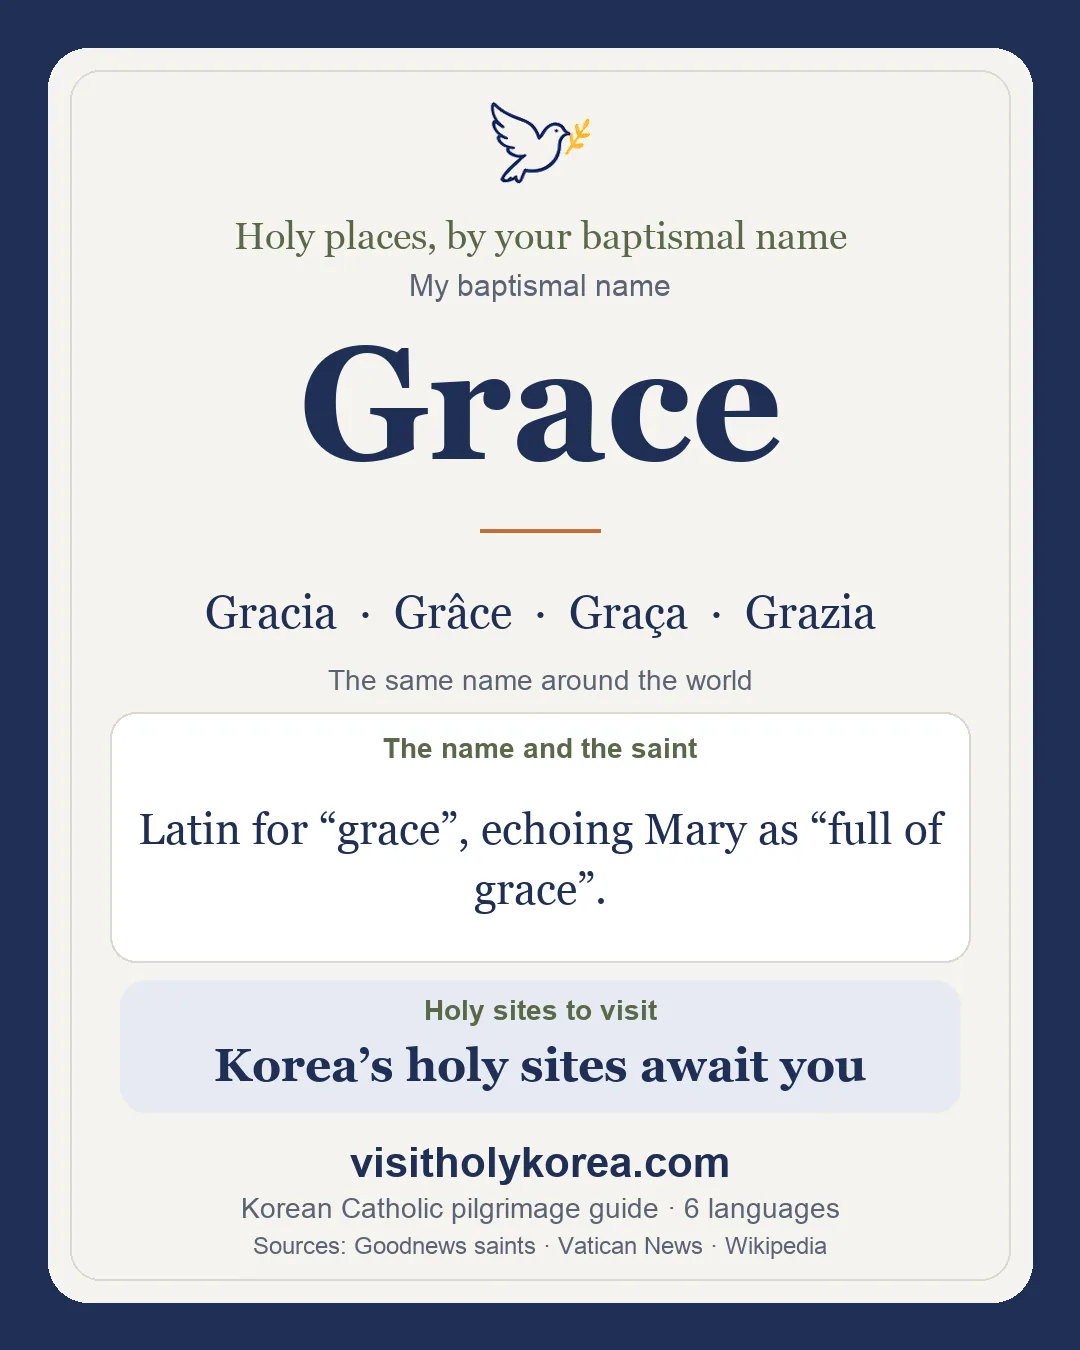 Holy places, by your baptismal name
My baptismal name
Grace
Gracia · Grâce · Graça · Grazia
The same name around the world
The name and the saint
Latin for “grace”, echoing Mary as “full of
grace”.
Holy sites to visit
Korea’s holy sites await you
visitholykorea.com
Korean Catholic pilgrimage guide · 6 languages
Sources: Goodnews saints · Vatican News · Wikipedia